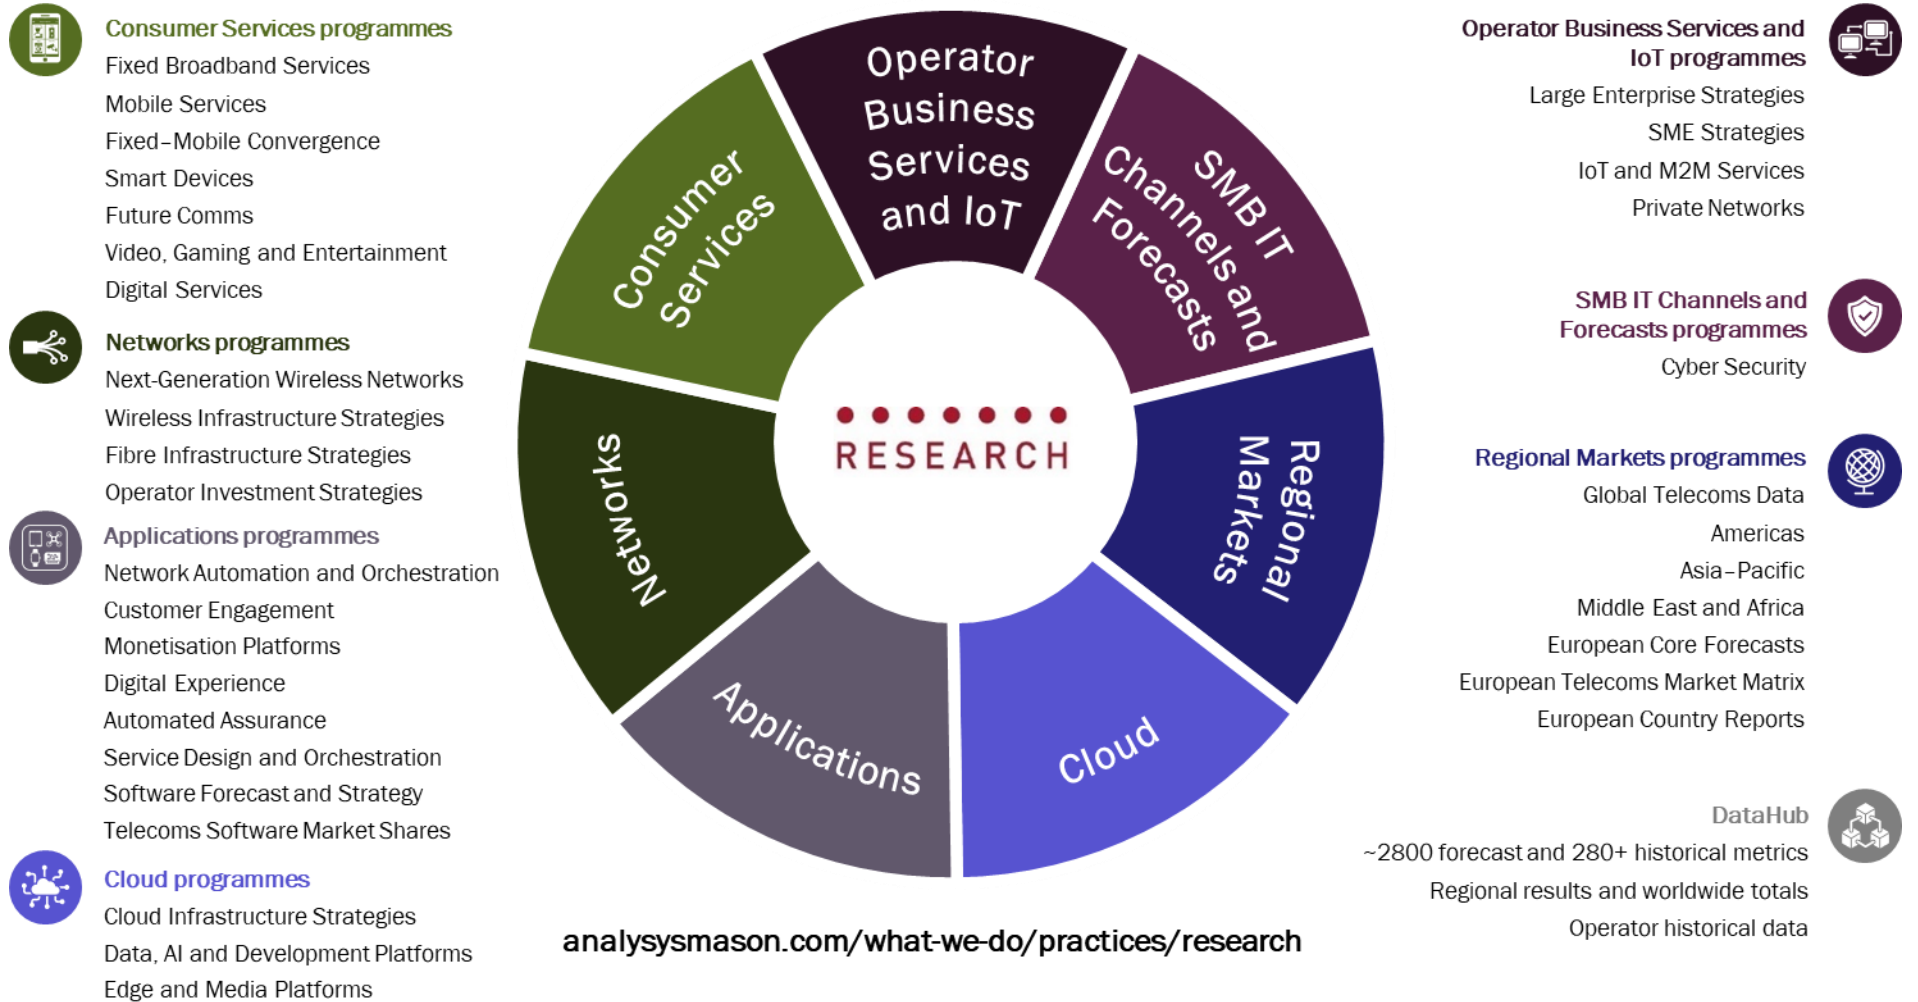 Consumer Services programmes
Fixed Broadband Services
Mobile Services
Fixed–Mobile Convergence
Smart Devices
Future Comms
Video, Gaming and Entertainment
Digital Services
Networks programmes
Next-Generation Wireless Networks
Wireless Infrastructure Strategies
Fibre Infrastructure Strategies
Operator Investment Strategies
Applications programmes
Network Automation and Orchestration
Customer Engagement
Monetisation Platforms
Digital Experience
Automated Assurance
Service Design and Orchestration
Software Forecast and Strategy
Telecoms Software Market Shares
Cloud programmes
Cloud Infrastructure Strategies
Data, AI and Development Platforms
Edge and Media Platforms
Operator
Business
Services
and IoT
SMB IT
Channels and
Forecasts
Regional
Markets
Cloud
Applications
Networks
Consumer
Services
RESEARCH
analysysmason.com/what-we-do/practices/research
Operator Business Services and
IoT programmes
Large Enterprise Strategies
SME Strategies
IoT and M2M Services
Private Networks
SMB IT Channels and
Forecasts programmes
Cyber Security
Regional Markets programmes
Global Telecoms Data
Americas
Asia–Pacific
Middle East and Africa
European Core Forecasts
European Telecoms Market Matrix
European Country Reports
DataHub
~2800 forecast and 280+ historical metrics
Regional results and worldwide totals
Operator historical data